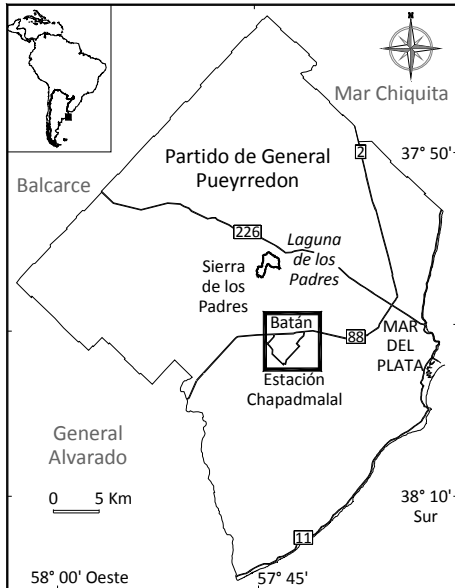 Mar Chiquita
2
37° 50'
Partido de General
Pueyrredon
Balcarce
226
Laguna
de los
Padres
Sierra
de los
Padres
Batán
88
MAR
DEL
PLATA
Estación
Chapadmalal
General
Alvarado
0 5 Km
38° 10'
Sur
11
58° 00' Oeste
57° 45'